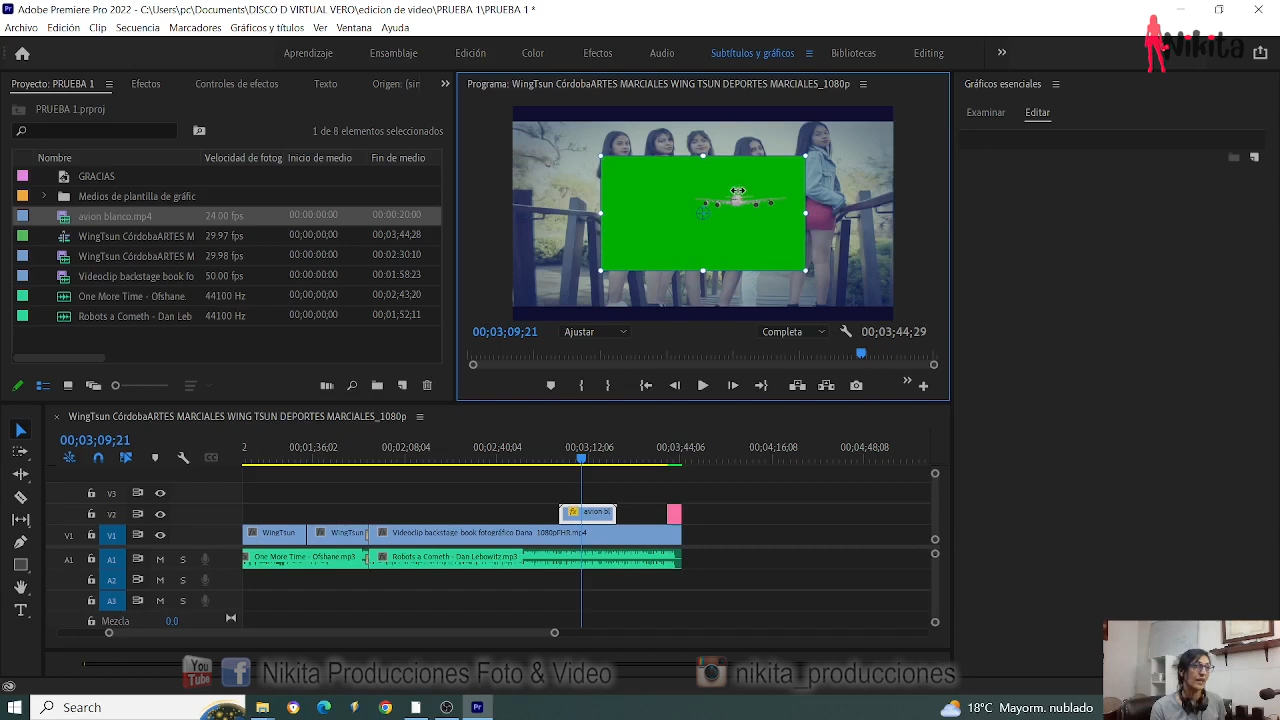 Adobe Premiere Pro 2022 - C:\Users\pc\Documents\DISCO D VIRTUAL VERO\edicion de video\PRUEBA 1\PRUEBA 1 *
Archivo Edición Clip Secuencia Marcadores Gráficos y títulos Ver Ventana Ayuda
Nikita
Aprendizaje Ensamblaje Color Efectos Audio Subtítulos y gráficos Bibliotecas Editing
Proyecto: PRUEBA 1 Efectos Controles de efectos Texto Origen: (sin
Programa: WingTsun CórdobaARTES MARCIALES WING TSUN DEPORTES MARCIALES_1080p
Gráficos esenciales
PRUEBA 1.prproj
Examinar Editar
1 de 8 elementos seleccionados
Nombre Velocidad de fotog Inicio de medio Fin de medio
GRACIAS
Medios de plantilla de gráfic
avion blanco.mp4 24.00 fps 00:00:00:00 00:00:20:00
WingTsun CórdobaARTES M 29.97 fps 00;00;00;00 00;03;44;28
WingTsun CórdobaARTES M 29.98 fps 00:00:00:00 00:02:30:10
Videoclip backstage book fo 50.00 fps 00:00:00:00 00:01:58:23
One More Time - Ofshane. 44100 Hz 00;00;00;00 00;02;43;20
Robots a Cometh - Dan Leb 44100 Hz 00;00;00;00 00;01;52;11
00;03;09;21 Ajustar Completa 00;03;44;29
WingTsun CórdobaARTES MARCIALES WING TSUN DEPORTES MARCIALES_1080p
00;03;09;21
2 00;01;36;02 00;02;08;04 00;02;40;04 00;03;12;06 00;03;44;06 00;04;16;08 00;04;48;08
V3
V2 avion bl
V1 V1 WingTsun WingTsun Videoclip backstage book fotográfico Dana 1080pFHR.mp4
A1 A1 M S One More Time - Ofshane.mp3 Robots a Cometh - Dan Lebowitz.mp3
A2 M S
A3 M S
Mezcla 0.0
You Tube f Nikita Producciones Foto & Video nikita_producciones
Search Pr 18°C Mayorm. nublado